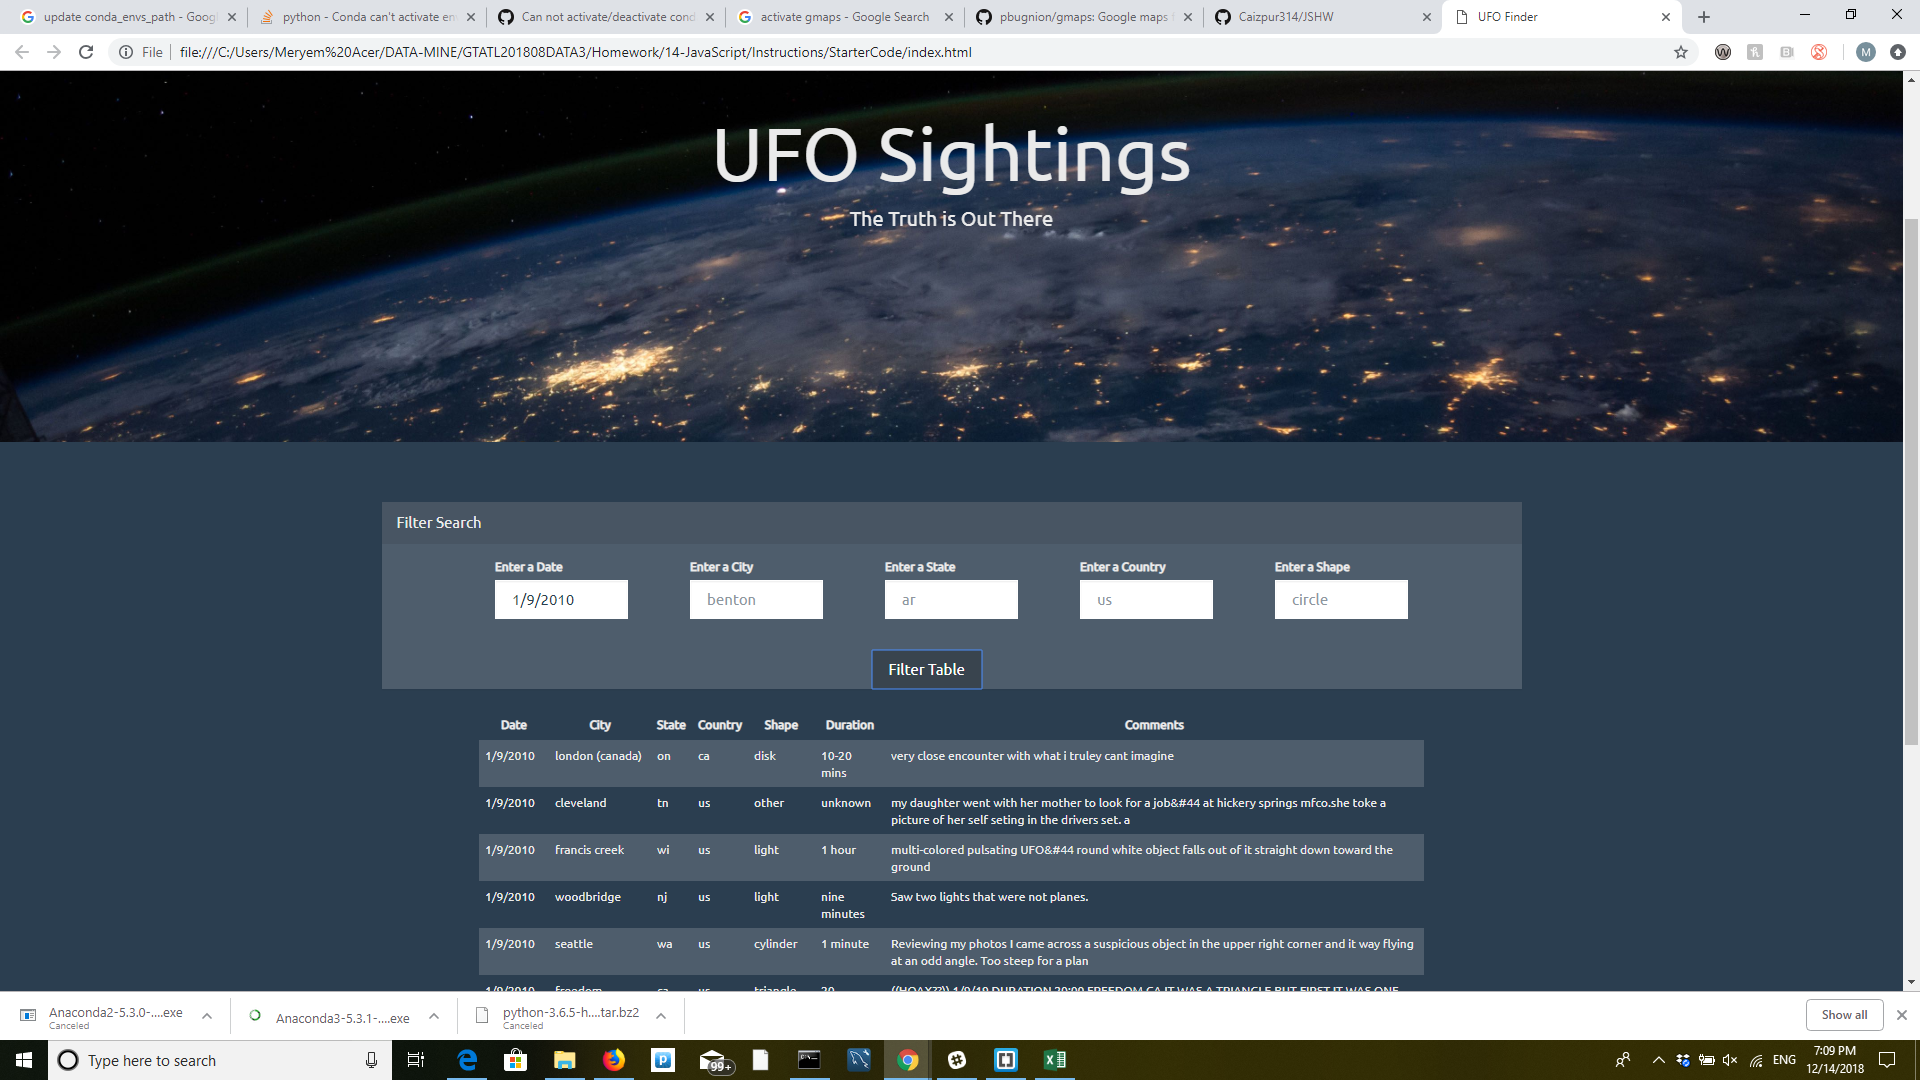 update conda_envs_path - Goog
python - Conda can't activate en
Can not activate/deactivate cond
activate gmaps - Google Search
pbugnion/gmaps: Google maps f
Caizpur314/JSHW
UFO Finder
File
file:///C:/Users/Meryem%20Acer/DATA-MINE/GTATL201808DATA3/Homework/14-JavaScript/Instructions/StarterCode/index.html
M
UFO Sightings
The Truth is Out There
Filter Search
Enter a Date Enter a City Enter a State Enter a Country Enter a Shape
1/9/2010 benton ar us circle
Filter Table
Date City State Country Shape Duration Comments
1/9/2010 london (canada) on ca disk 10-20 very close encounter with what i truley cant imagine
mins
1/9/2010 cleveland tn us other unknown my daughter went with her mother to look for a job&#44 at hickery springs mfco.she toke a
picture of her self seting in the drivers set. a
1/9/2010 francis creek wi us light 1 hour multi-colored pulsating UFO&#44 round white object falls out of it straight down toward the
ground
1/9/2010 woodbridge nj us light nine Saw two lights that were not planes.
minutes
1/9/2010 seattle wa us cylinder 1 minute Reviewing my photos I came across a suspicious object in the upper right corner and it way flying
at an odd angle. Too steep for a plan
1/9/2010 freedom ca us triangle 20 ((HOAX??)) 1/9/10 DURATION 20:00 FREEDOM CA IT WAS A TRIANGLE BUT FIRST IT WAS ONE
Anaconda2-5.3.0-....exe
Canceled
Anaconda3-5.3.1-....exe
python-3.6.5-h....tar.bz2
Canceled
Show all
Type here to search
99+
ENG
7:09 PM
12/14/2018